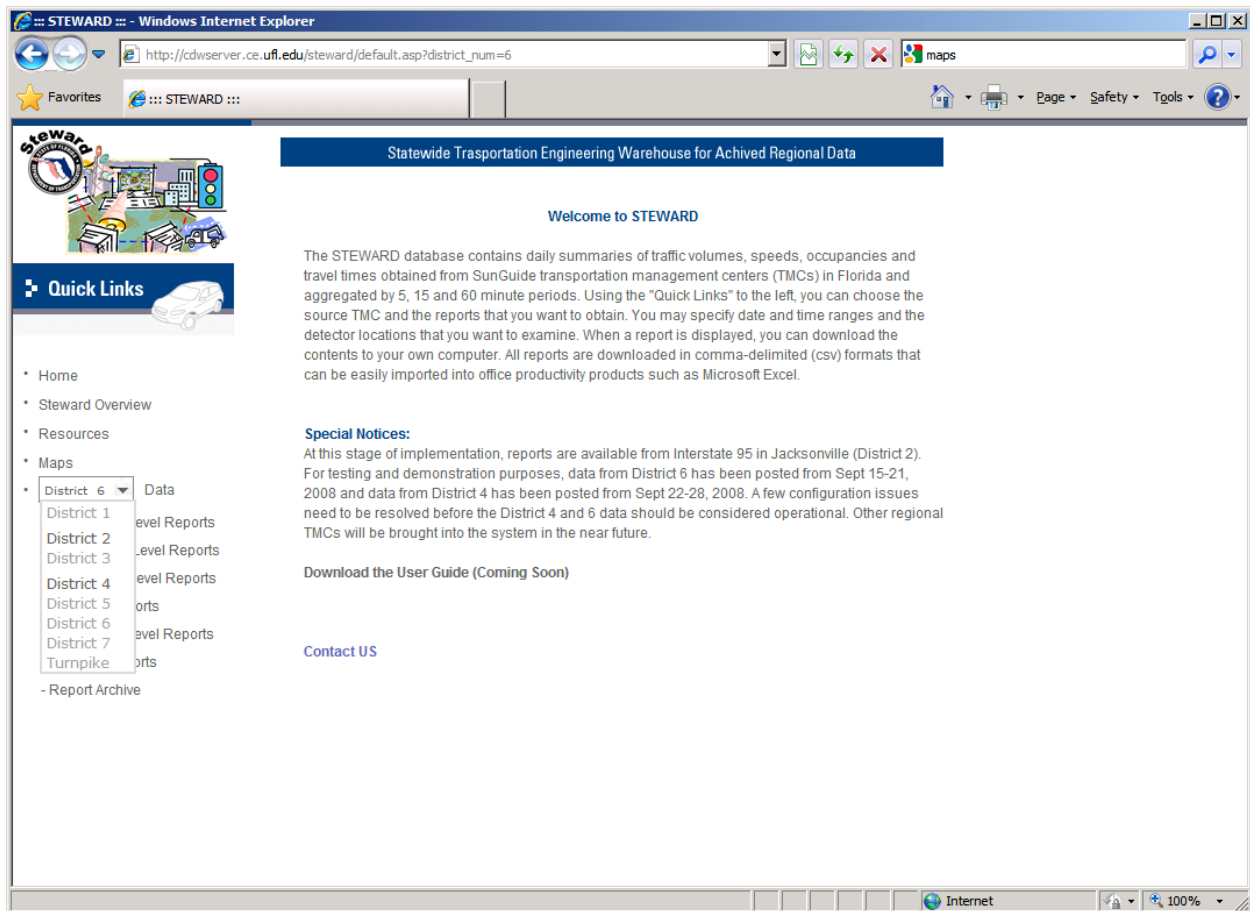 ::: STEWARD ::: - Windows Internet Explorer
http://cdwserver.ce.ufl.edu/steward/default.asp?district_num=6
maps
Favorites
::: STEWARD :::
Page
Safety
Tools
Steward
Statewide Trasportation Engineering Warehouse for Achived Regional Data
Quick Links
Home
Steward Overview
Resources
Maps
District 6 Data
District 1
District 2
District 3
District 4
District 5
District 6
District 7
Turnpike
evel Reports
Level Reports
evel Reports
orts
evel Reports
orts
- Report Archive
Welcome to STEWARD
The STEWARD database contains daily summaries of traffic volumes, speeds, occupancies and
travel times obtained from SunGuide transportation management centers (TMCs) in Florida and
aggregated by 5, 15 and 60 minute periods. Using the "Quick Links" to the left, you can choose the
source TMC and the reports that you want to obtain. You may specify date and time ranges and the
detector locations that you want to examine. When a report is displayed, you can download the
contents to your own computer. All reports are downloaded in comma-delimited (csv) formats that
can be easily imported into office productivity products such as Microsoft Excel.
Special Notices:
At this stage of implementation, reports are available from Interstate 95 in Jacksonville (District 2).
For testing and demonstration purposes, data from District 6 has been posted from Sept 15-21,
2008 and data from District 4 has been posted from Sept 22-28, 2008. A few configuration issues
need to be resolved before the District 4 and 6 data should be considered operational. Other regional
TMCs will be brought into the system in the near future.
Download the User Guide (Coming Soon)
Contact US
Internet
100%